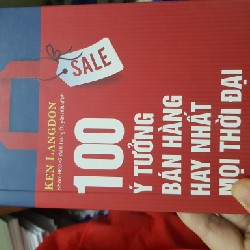 SALE
KEN LANGDON
100
Ý TƯỞNG
BÁN HÀNG
HAY NHẤT
MỌI THỜI ĐẠI